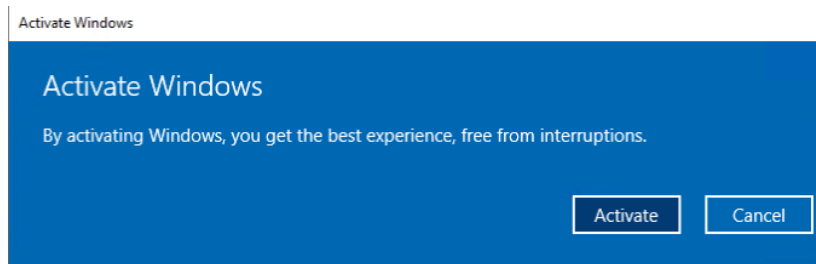 Activate Windows
Activate Windows
By activating Windows, you get the best experience, free from interruptions.
Activate Cancel